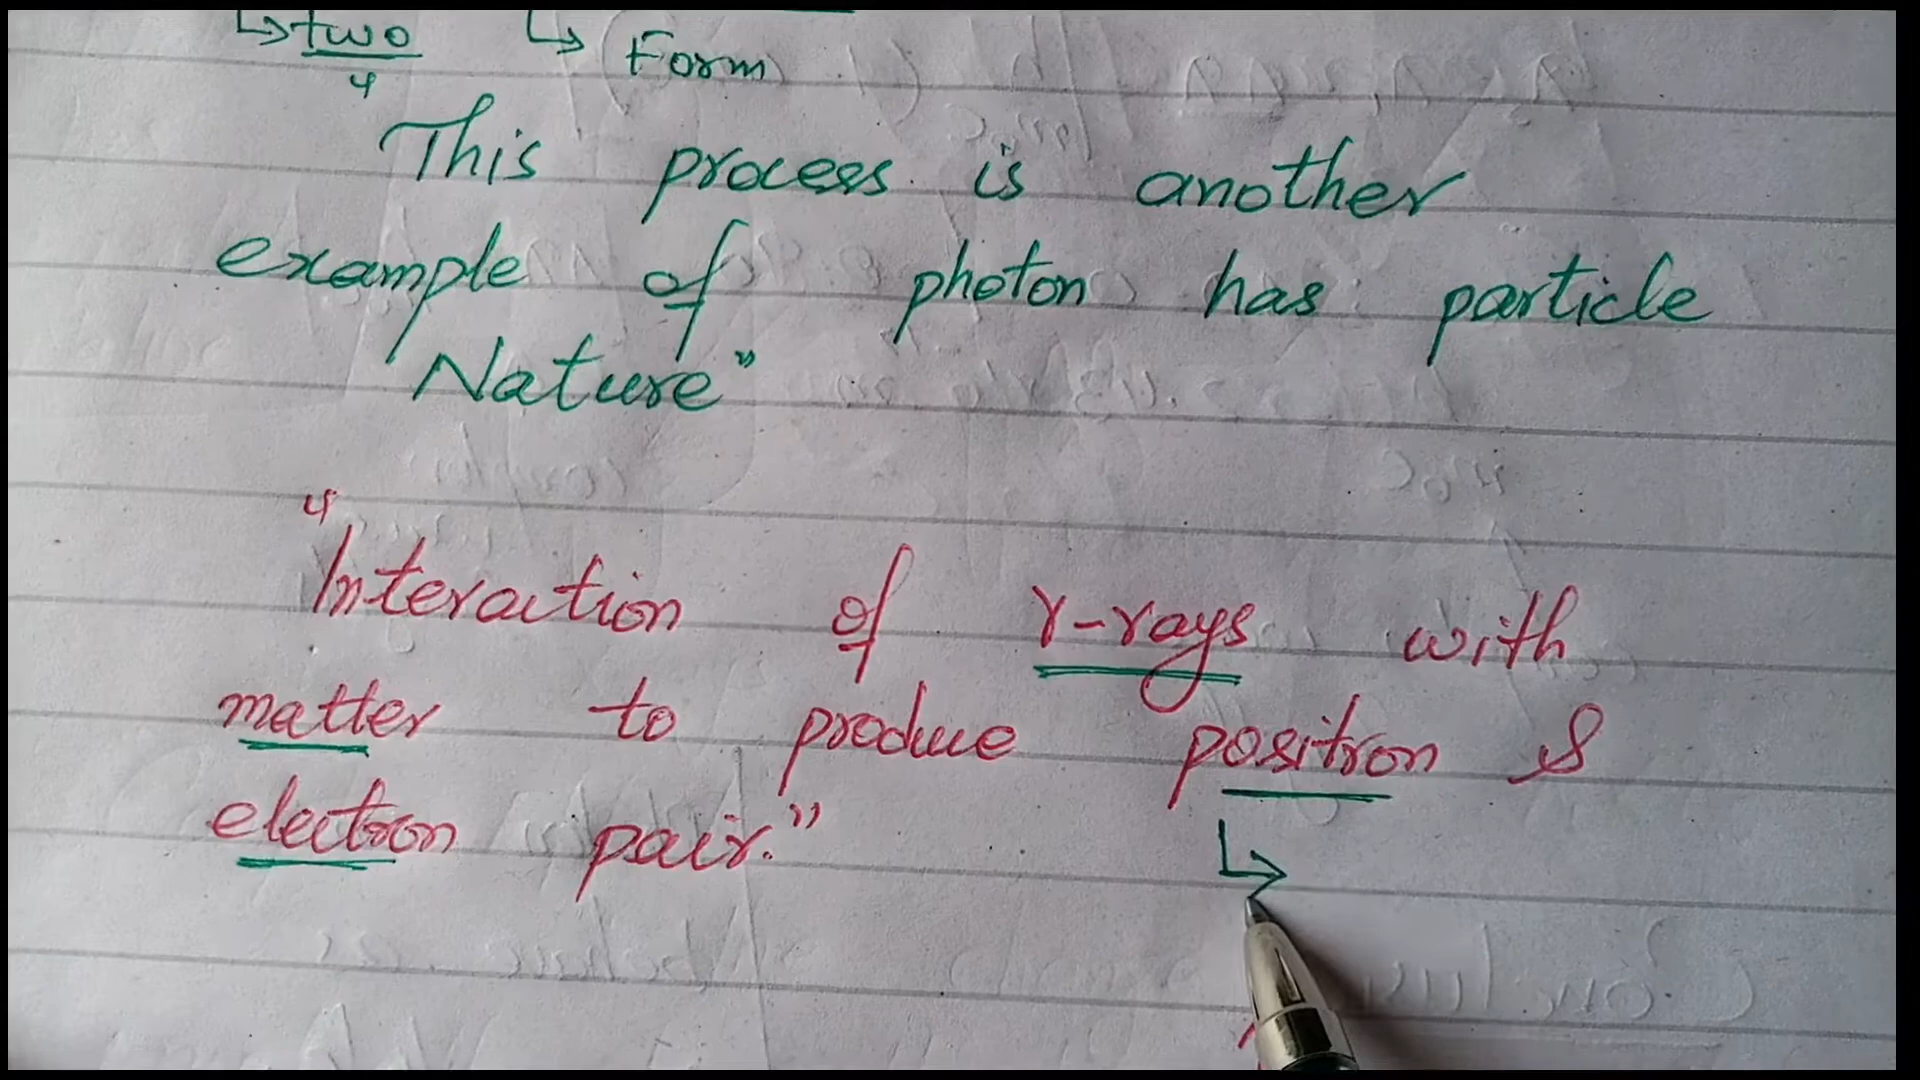 ↳ two ↳ Form
"This process is another
example of photon has particle
Nature"
"Interaction of γ-rays with
matter to produce positron &
electron pair."
↳